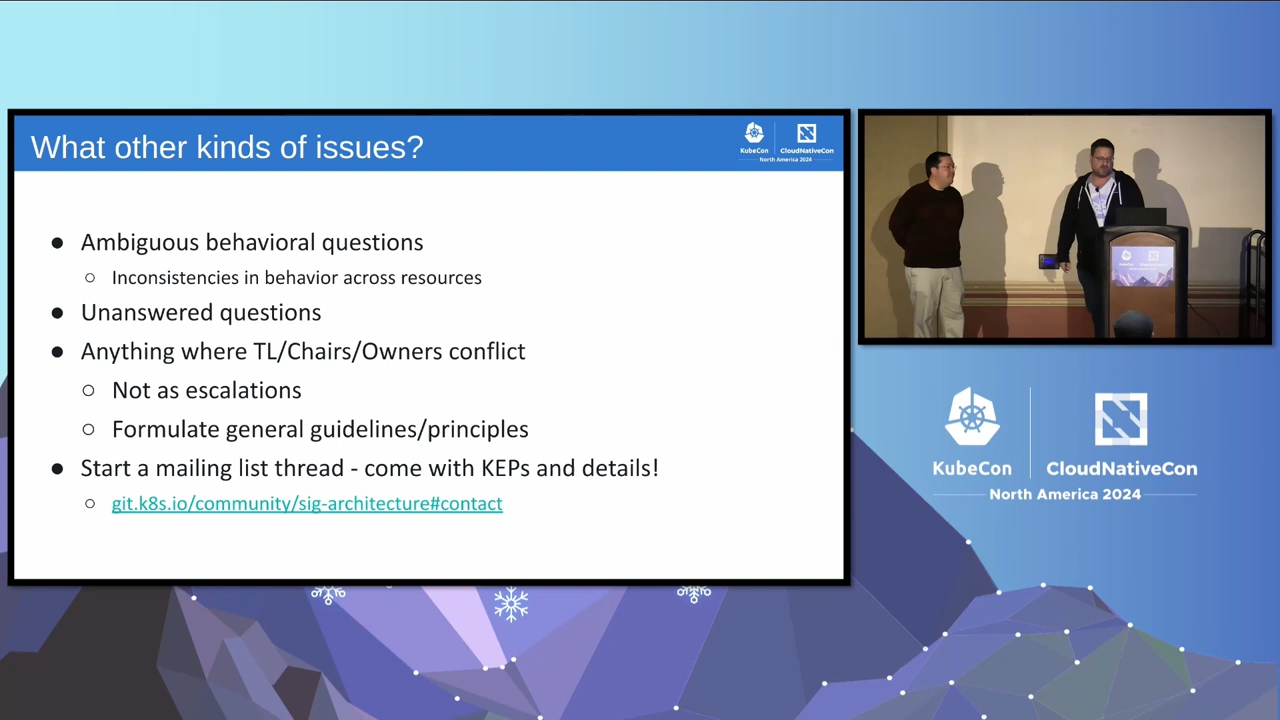 What other kinds of issues?
KubeCon
CloudNativeCon
North America 2024
● Ambiguous behavioral questions
○ Inconsistencies in behavior across resources
● Unanswered questions
● Anything where TL/Chairs/Owners conflict
○ Not as escalations
○ Formulate general guidelines/principles
● Start a mailing list thread - come with KEPs and details!
○ git.k8s.io/community/sig-architecture#contact
KubeCon
CloudNativeCon
North America 2024